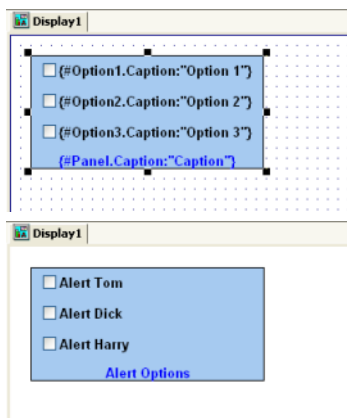 Display1
{#Option1.Caption:"Option 1"}
{#Option2.Caption:"Option 2"}
{#Option3.Caption:"Option 3"}
{#Panel.Caption:"Caption"}
Display1
Alert Tom
Alert Dick
Alert Harry
Alert Options